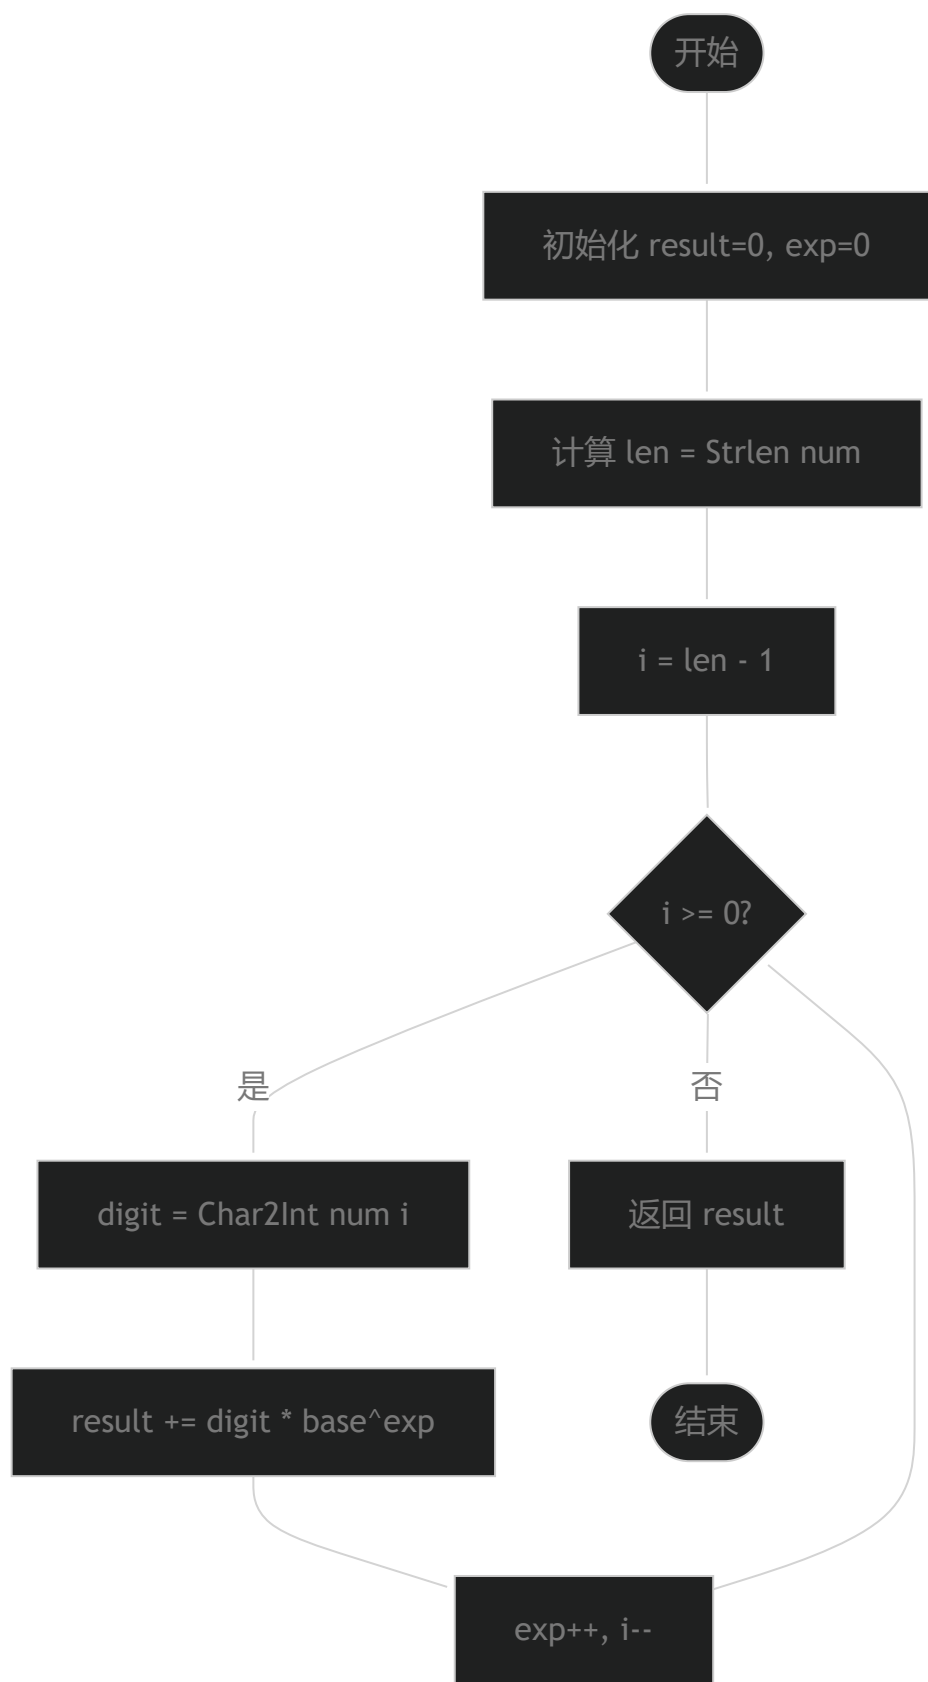 开始
初始化 result=0, exp=0
计算 len = Strlen num
i = len - 1
i >= 0?
是
否
digit = Char2Int num i
返回 result
result += digit * base^exp
结束
exp++, i--